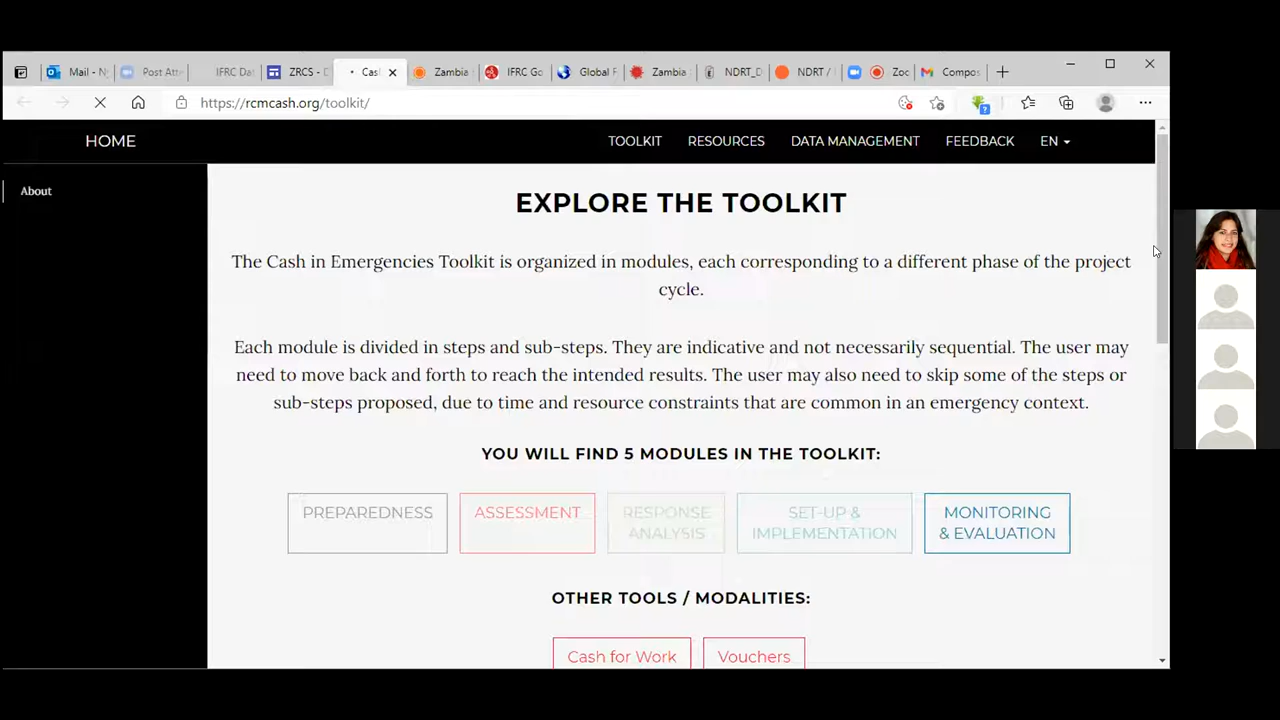 Mail - N
Post Att
IFRC Da
ZRCS - D
Cas
Zambia
IFRC Go
Global F
Zambia
NDRT_D
NDRT /
Zoc
Compos
https://rcmcash.org/toolkit/
HOME
TOOLKIT
RESOURCES
DATA MANAGEMENT
FEEDBACK
EN
About
EXPLORE THE TOOLKIT
The Cash in Emergencies Toolkit is organized in modules, each corresponding to a different phase of the project
cycle.
Each module is divided in steps and sub-steps. They are indicative and not necessarily sequential. The user may
need to move back and forth to reach the intended results. The user may also need to skip some of the steps or
sub-steps proposed, due to time and resource constraints that are common in an emergency context.
YOU WILL FIND 5 MODULES IN THE TOOLKIT:
PREPAREDNESS
ASSESSMENT
RESPONSE
ANALYSIS
SET-UP &
IMPLEMENTATION
MONITORING
& EVALUATION
OTHER TOOLS / MODALITIES:
Cash for Work
Vouchers